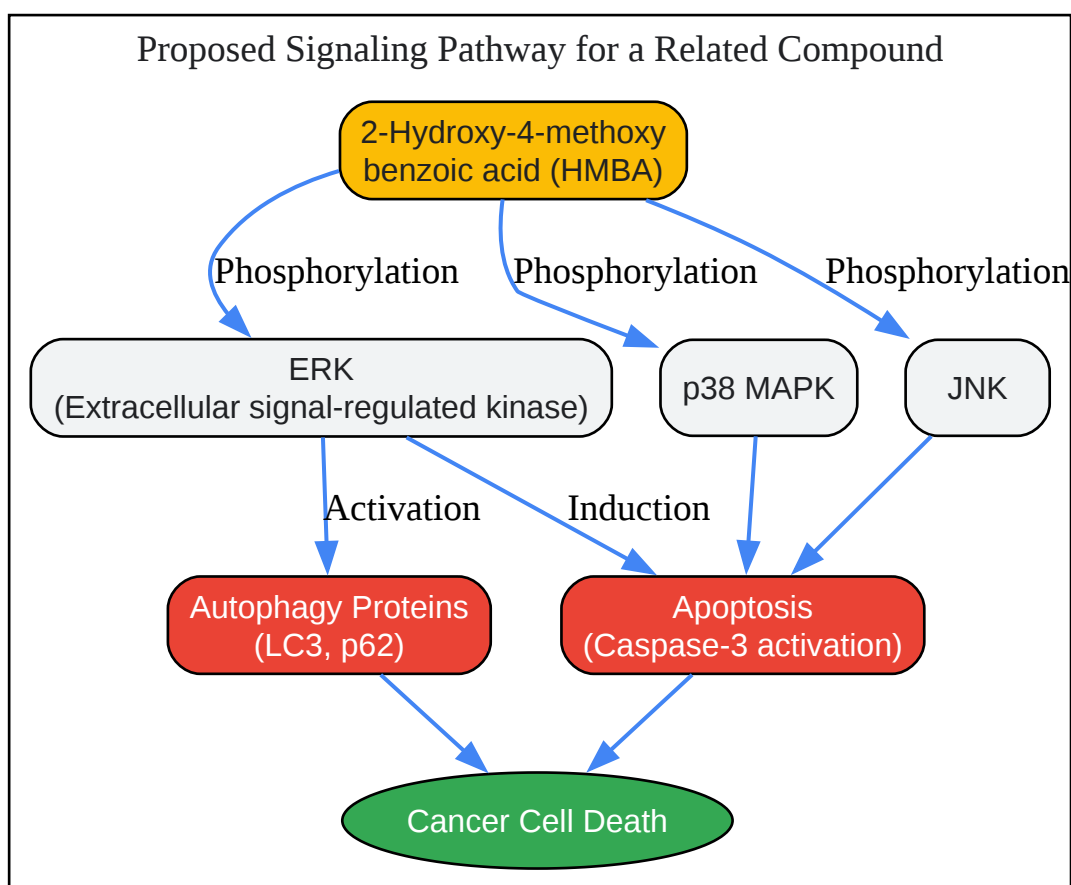 Proposed Signaling Pathway for a Related Compound
2-Hydroxy-4-methoxy
benzoic acid (HMBA)
Phosphorylation
Phosphorylation
Phosphorylation
ERK
(Extracellular signal-regulated kinase)
p38 MAPK
JNK
Activation
Induction
Autophagy Proteins
(LC3, p62)
Apoptosis
(Caspase-3 activation)
Cancer Cell Death